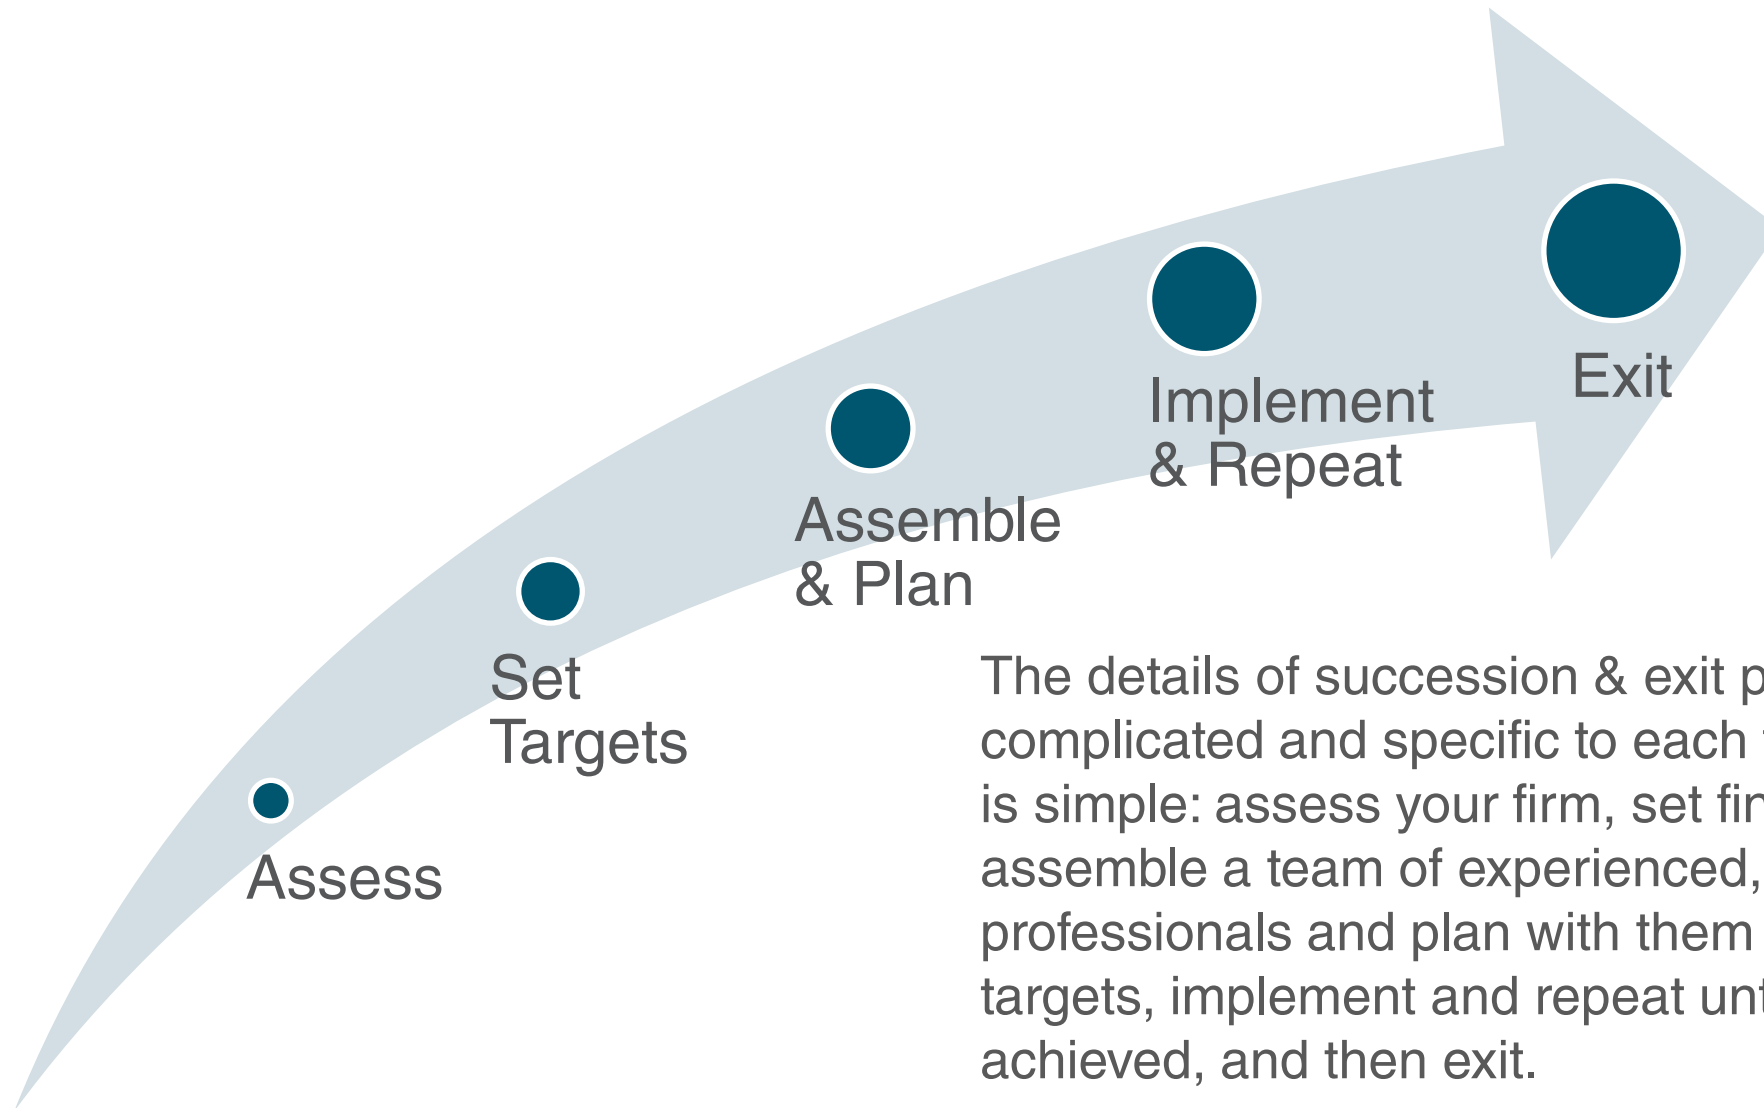 Exit
Implement
& Repeat
Assemble
& Plan
Set
Targets
Assess
The details of succession & exit
complicated and specific to each
is simple: assess your firm, set
assemble a team of experienced,
professionals and plan with them
targets, implement and repeat
achieved, and then exit.